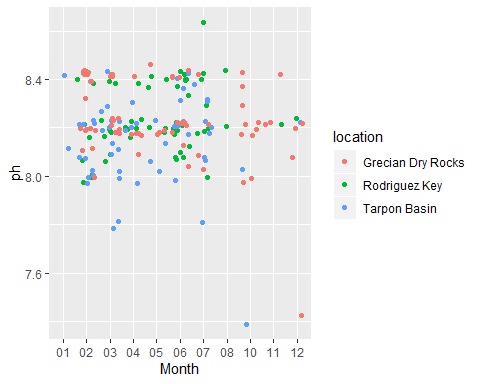 8.4
8.0
7.6
ph
01 02 03 04 05 06 07 08 10 11 12
Month
location
Grecian Dry Rocks
Rodriguez Key
Tarpon Basin